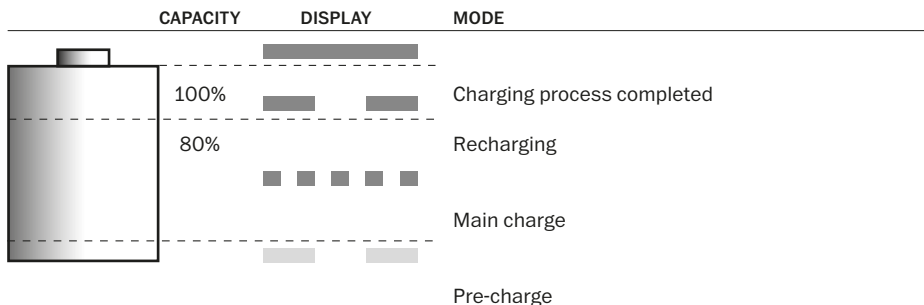 CAPACITY DISPLAY MODE
100% Charging process completed
80% Recharging
Main charge
Pre-charge